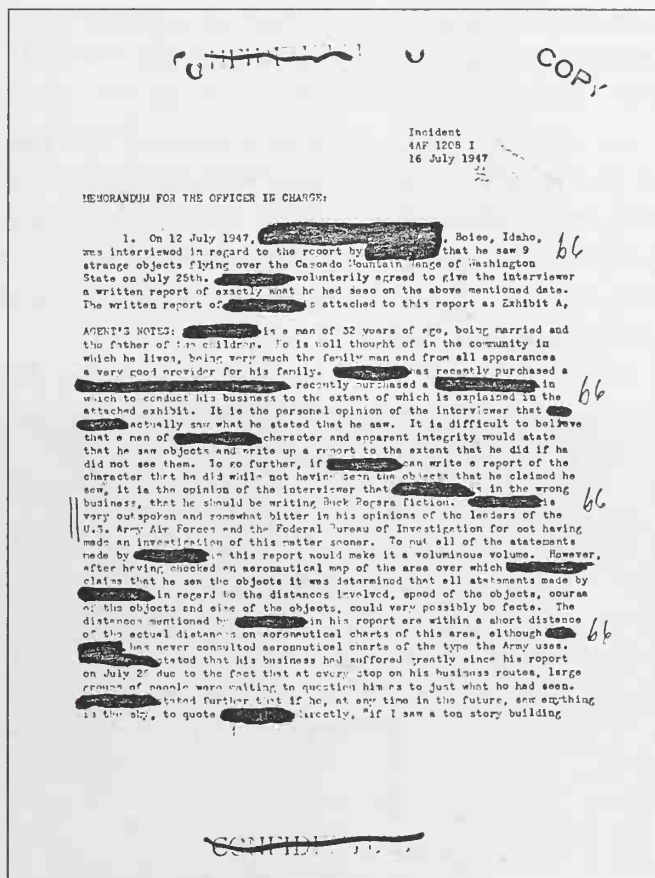 COPY
Incident
4AF 1208 I
16 July 1947
MEMORANDUM FOR THE OFFICER IN CHARGE:
1. On 12 July 1947, , Boise, Idaho,
was interviewed in regard to the report by that he saw 9
strange objects flying over the Cascade Mountain Range of Washington
State on July 25th. voluntarily agreed to give the interviewer
a written report of exactly what he had seen on the above mentioned date.
The written report of is attached to this report as Exhibit A,
b6
AGENT'S NOTES: is a man of 32 years of age, being married and
the father of two children. He is well thought of in the community in
which he lives, being very much the family man and from all appearances
a very good provider for his family. has recently purchased a
recently purchased a in
which to conduct his business to the extent of which is explained in the
attached exhibit. It is the personal opinion of the interviewer that
actually saw what he stated that he saw. It is difficult to believe
that a man of character and apparent integrity would state
that he saw objects and write up a report to the extent that he did if he
did not see them. To go further, if can write a report of the
character that he did while not having seen the objects that he claimed he
saw, it is the opinion of the interviewer that is in the wrong
business, that he should be writing Buck Rogers fiction. is
very outspoken and somewhat bitter in his opinions of the leaders of the
U.S. Army Air Forces and the Federal Bureau of Investigation for not having
made an investigation of this matter sooner. To put all of the statements
made by in this report would make it a voluminous volume. However,
after having checked an aeronautical map of the area over which
claims that he saw the objects it was determined that all statements made by
in regard to the distances involved, speed of the objects, course
of the objects and size of the objects, could very possibly be facts. The
distances mentioned by in his report are within a short distance
of the actual distances on aeronautical charts of this area, although
has never consulted aeronautical charts of the type the Army uses.
stated that his business had suffered greatly since his report
on July 25 due to the fact that at every stop on his business routes, large
groups of people were waiting to question him as to just what he had seen.
stated further that if he, at any time in the future, saw anything
in the sky, to quote directly, "if I saw a ten story building
b6
b6
b6
CONFIDENTIAL